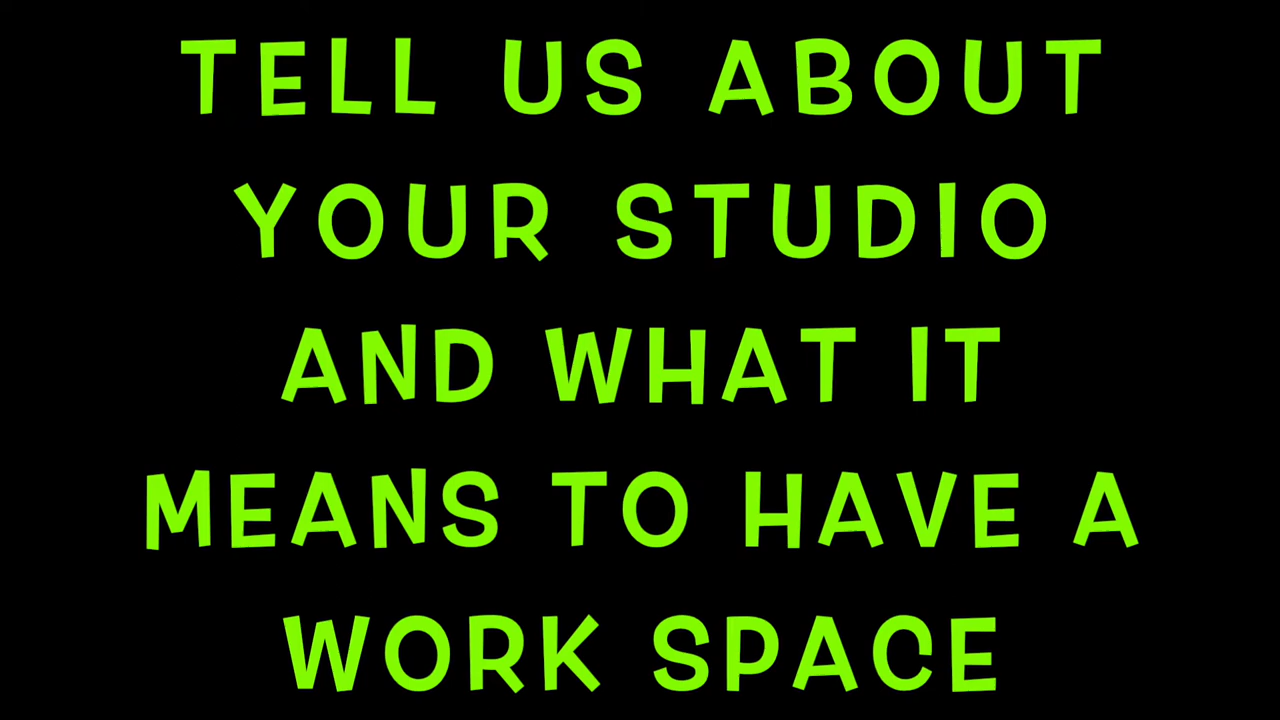 TELL US ABOUT
YOUR STUDIO
AND WHAT IT
MEANS TO HAVE A
WORK SPACE